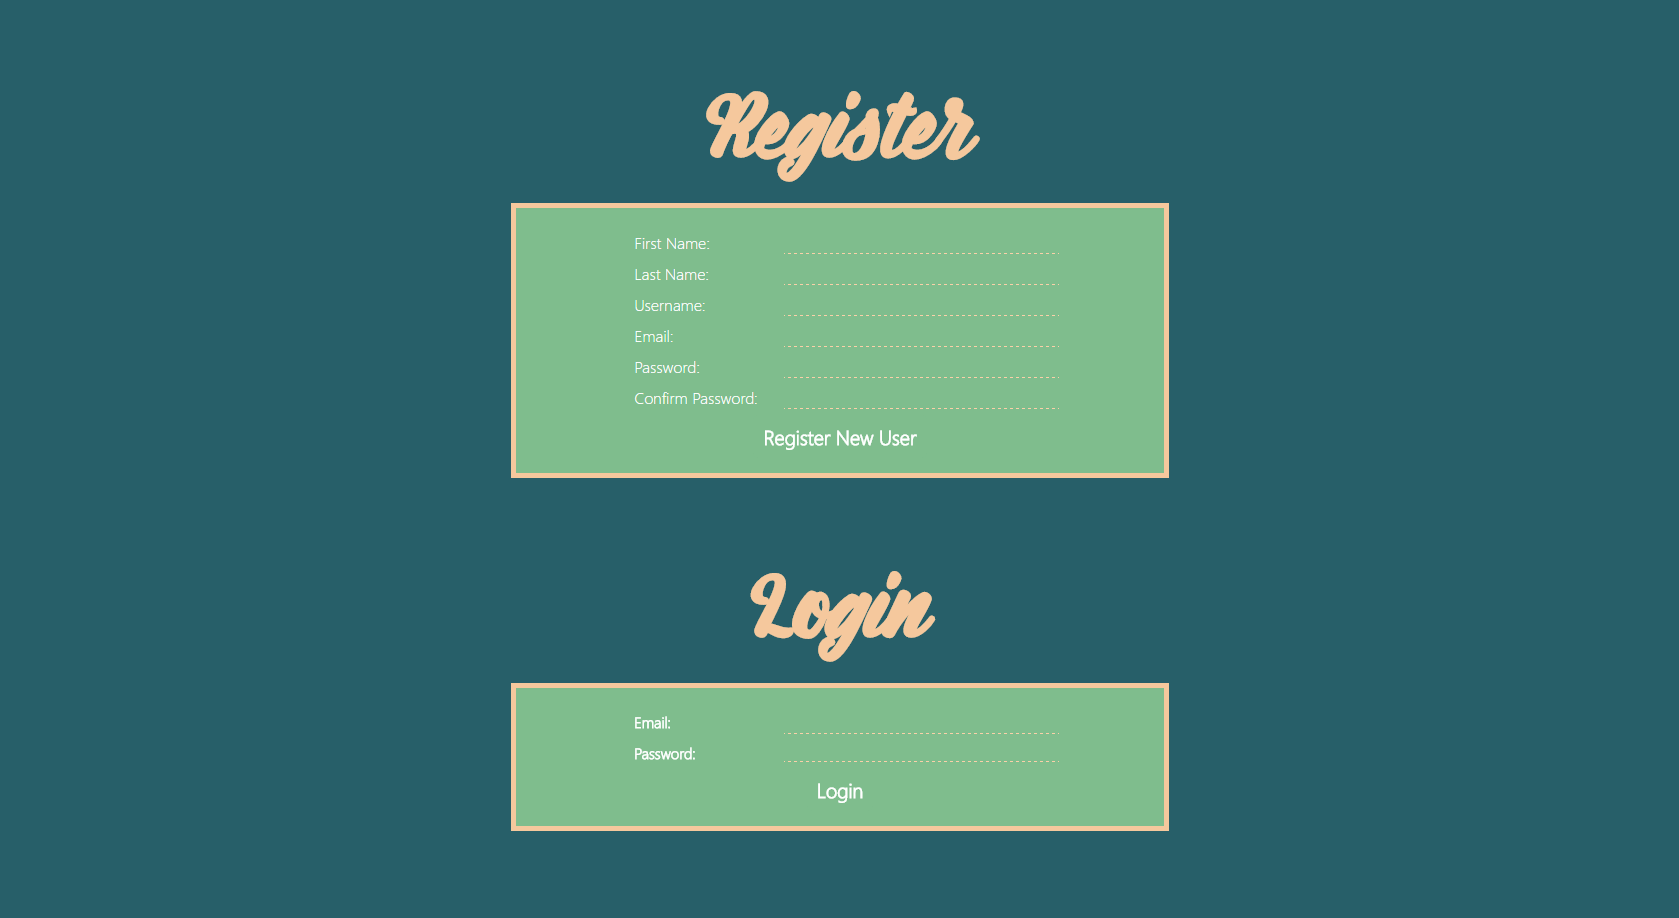 Register
First Name:
Last Name:
Username:
Email:
Password:
Confirm Password:
Register New User
Login
Email:
Password:
Login